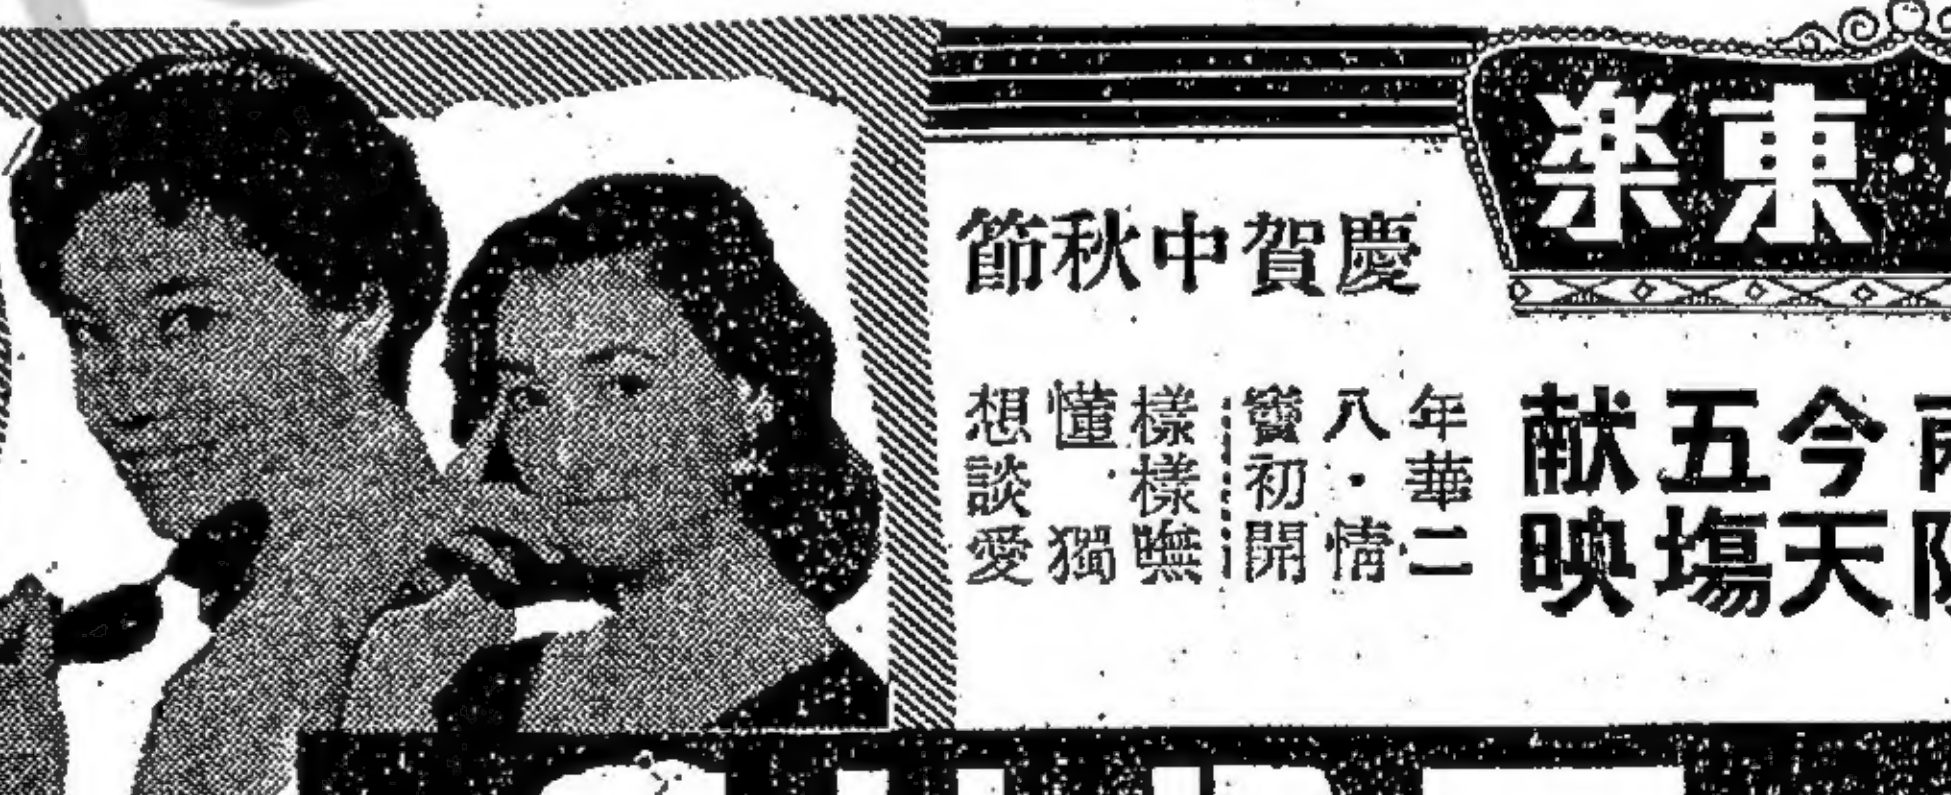 東楽
慶賀中秋節
今天
五塲
献映
年華二
八・情
竇初開
樣樣嘸
懂・獨
想談愛